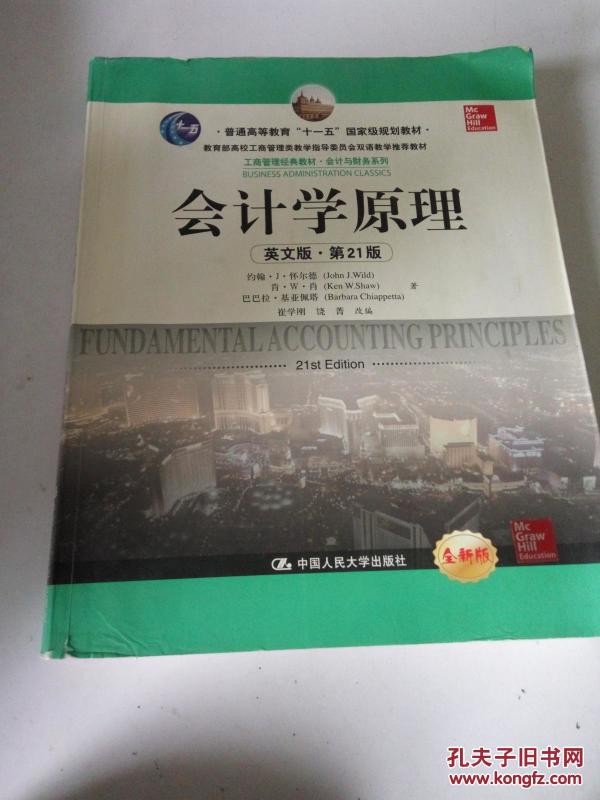 十一五
·普通高等教育“十一五”国家级规划教材·
Mc
Graw
Hill
Education
教育部高校工商管理类教学指导委员会双语教学推荐教材
工商管理经典教材·会计与财务系列
BUSINESS ADMINISTRATION CLASSICS
会计学原理
英文版·第21版
约翰·J·怀尔德 (John J.Wild)
肯·W·肖 (Ken W.Shaw) 著
巴巴拉·基亚佩塔 (Barbara Chiappetta)
崔学刚 饶菁 改编
FUNDAMENTAL ACCOUNTING PRINCIPLES
21st Edition
中国人民大学出版社
全新版
Mc
Graw
Hill
Education
孔夫子旧书网
www.kongfz.com